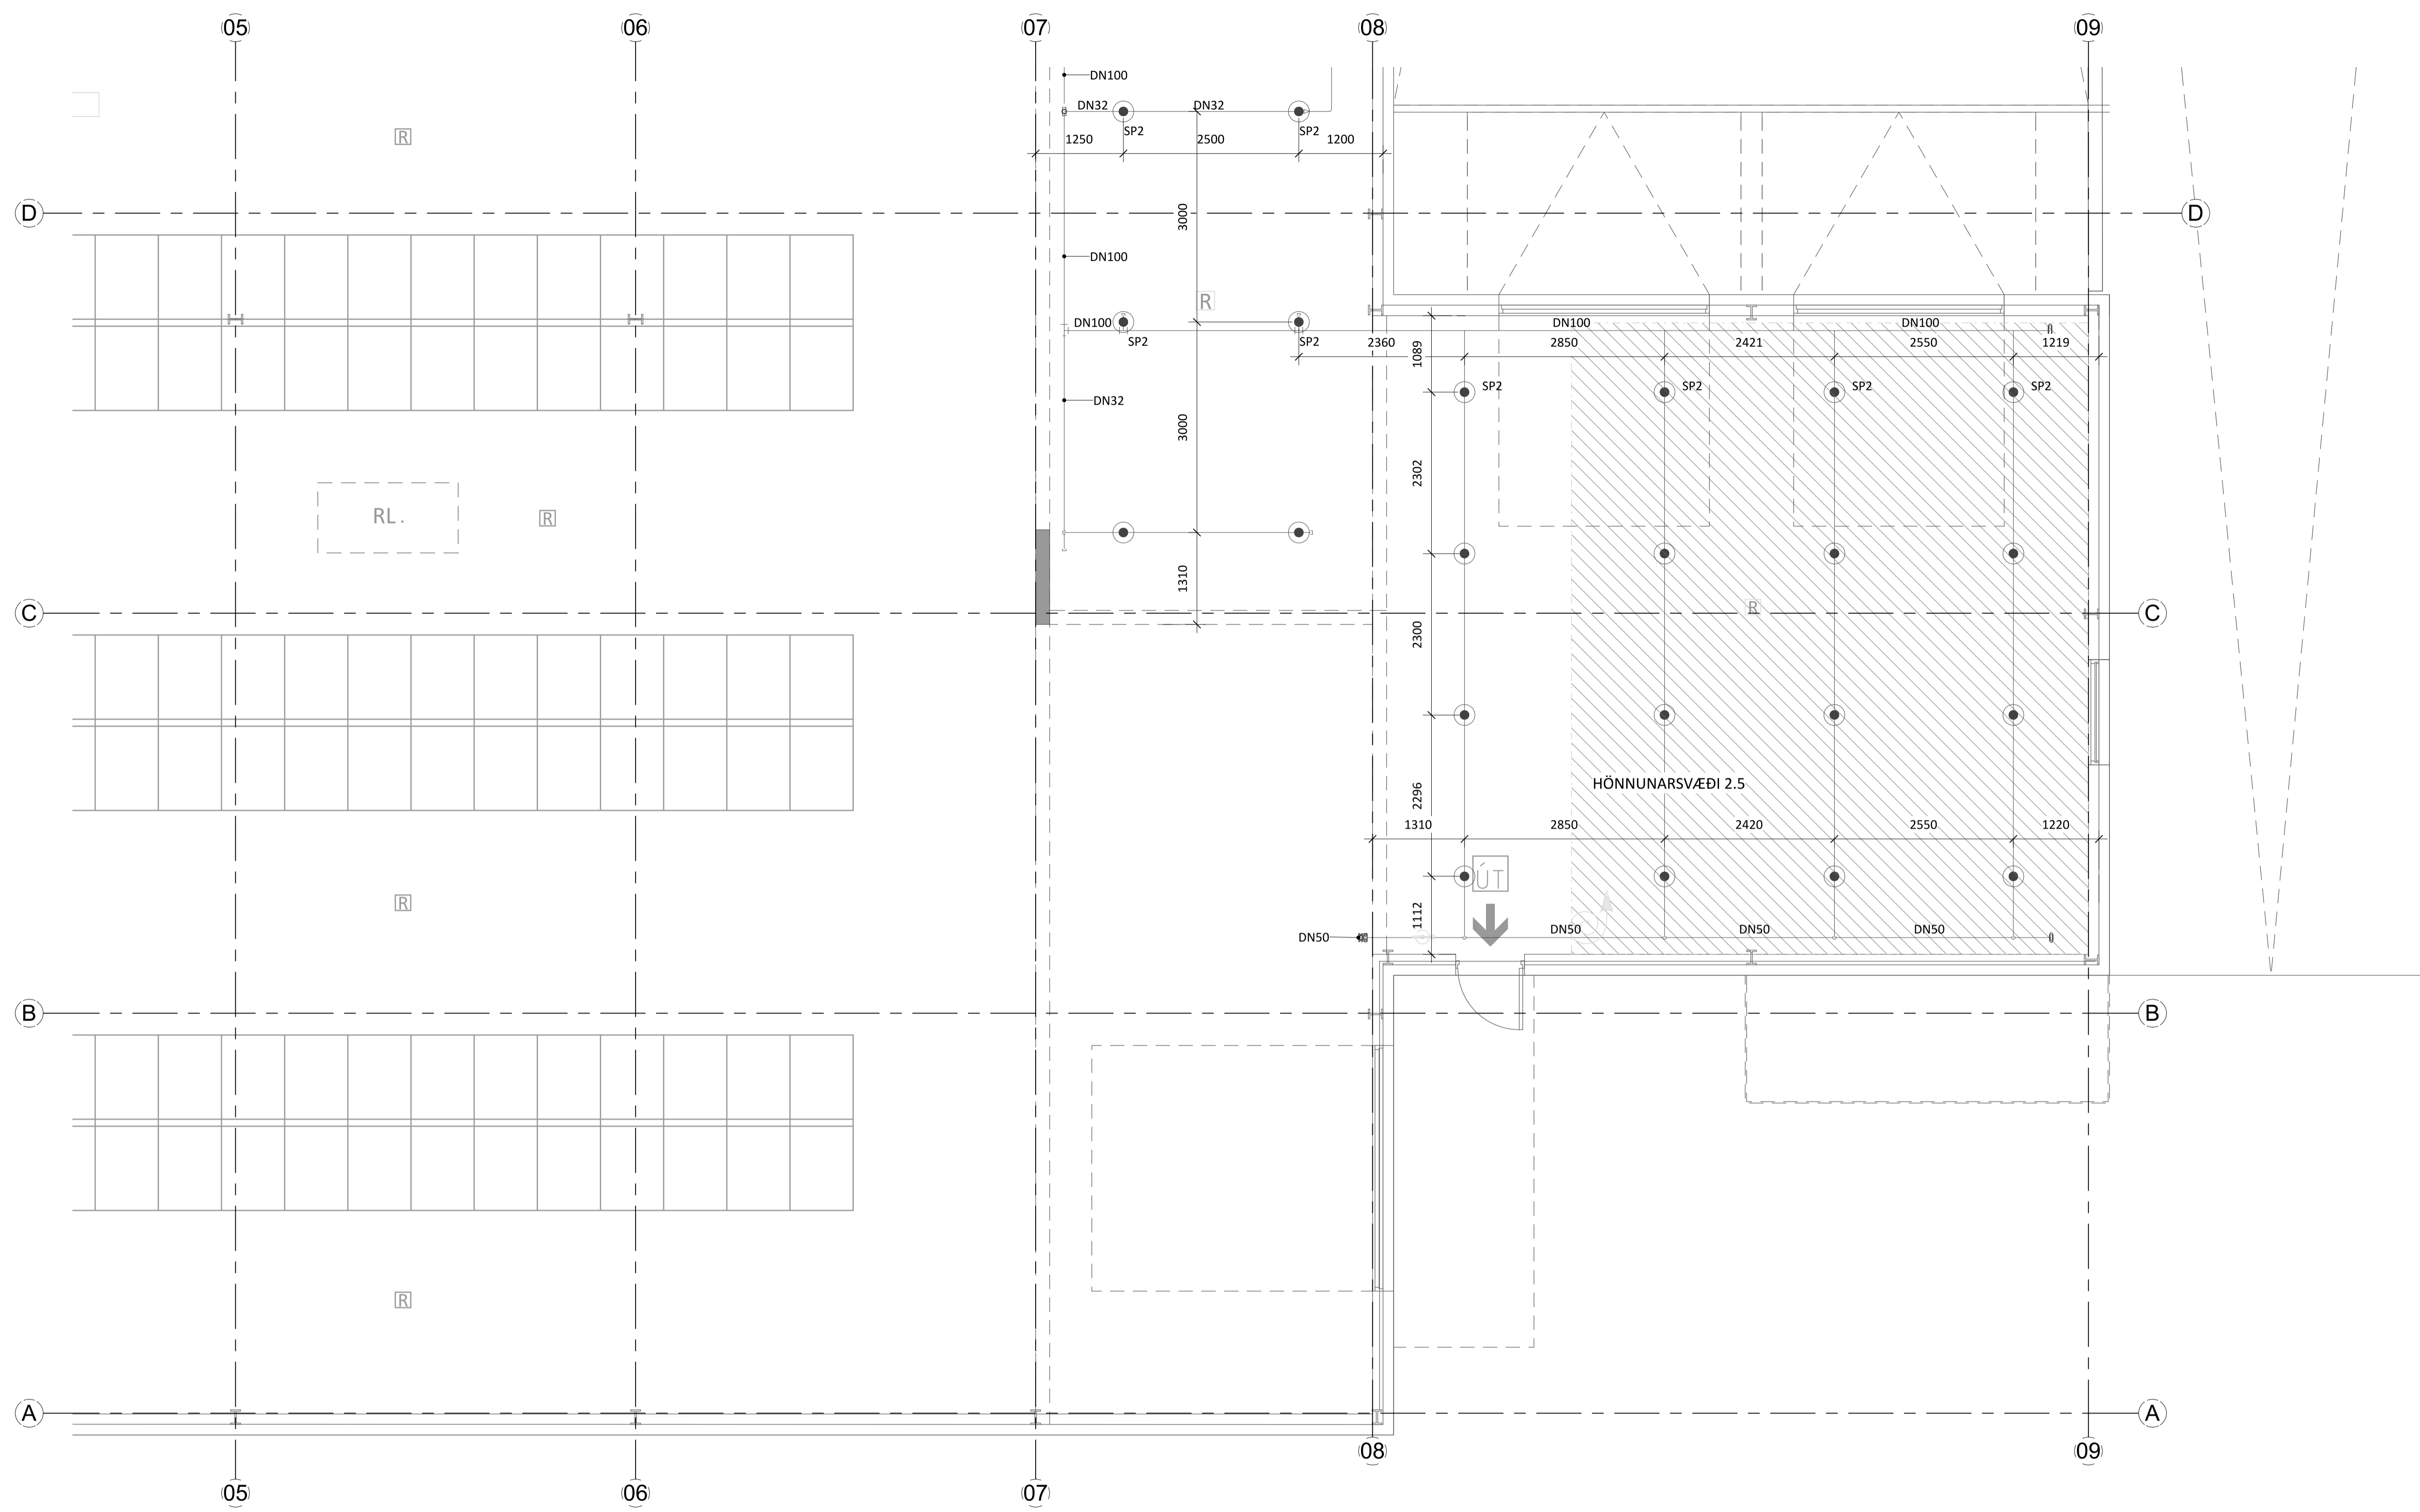 05 06 07 08 09
DN100
DN32 DN32
SP2 SP2
1250 2500 1200
R
D D
3000
DN100
R
DN100 DN100 DN100
SP2 SP2 2360 1089 2850 2421 2550 1219
SP2 SP2 SP2 SP2
DN32
3000
2302
RL. R
1310
C C
R
2300
HÖNNUNARSVÆÐI 2.5
2296
1310 2850 2420 2550 1220
ÚT
R
1112
DN50 DN50 DN50 DN50
B B
R
A A
08 09
05 06 07